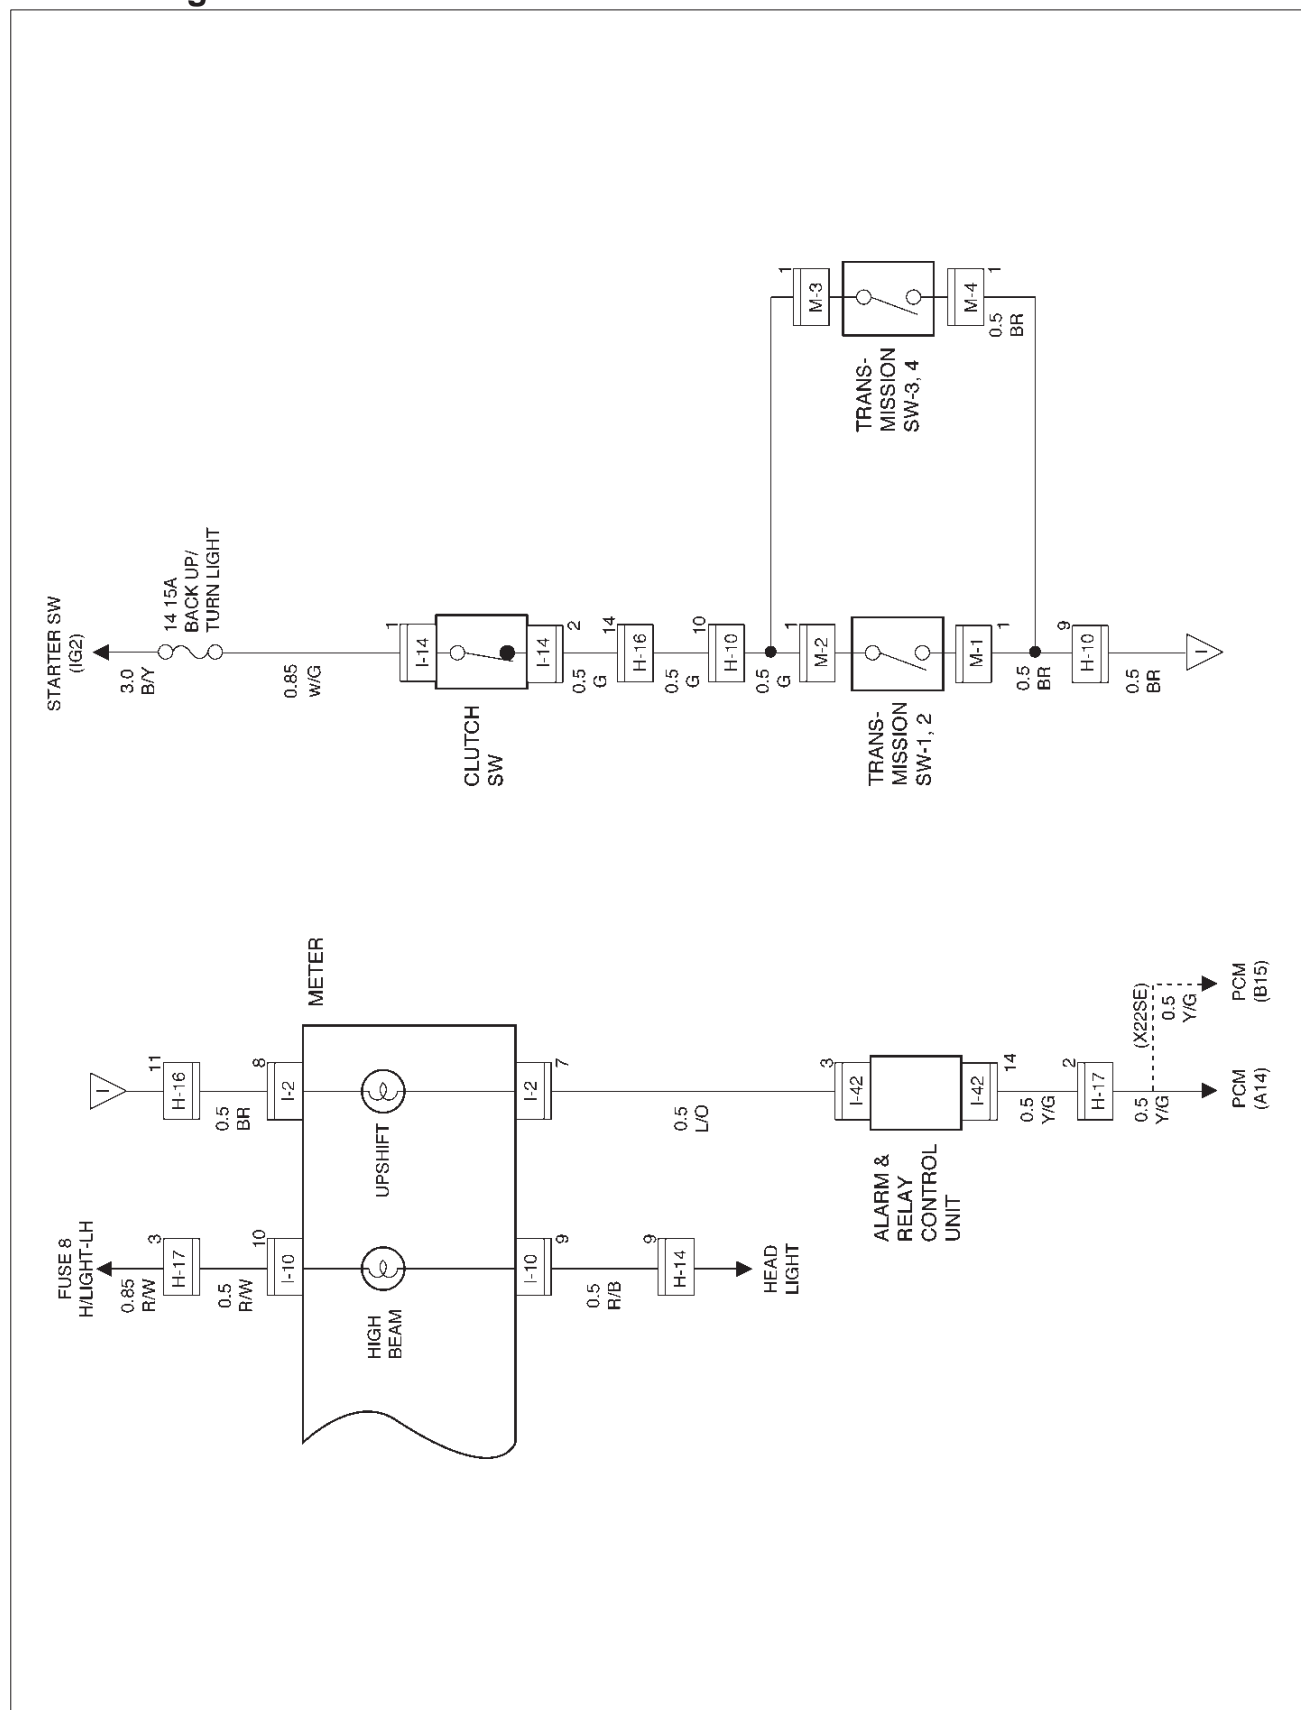 g
STARTER SW
(IG2)
3.0
B/Y
14 15A
BACK UP/
TURN LIGHT
0.85
w/G
1
I-14
CLUTCH
SW
I-14
2
0.5
G
14
H-16
0.5
G
10
H-10
0.5
G
1
M-2
TRANS-
MISSION
SW-1, 2
M-1
1
0.5
BR
9
H-10
0.5
BR
I
1
M-3
TRANS-
MISSION
SW-3, 4
M-4
1
0.5
BR
FUSE 8
H/LIGHT-LH
0.85
R/W
3
H-17
0.5
R/W
10
I-10
HIGH
BEAM
I-10
9
0.5
R/B
9
H-14
HEAD
LIGHT
I
11
H-16
0.5
BR
8
I-2
METER
UPSHIFT
I-2
7
0.5
L/O
3
I-42
ALARM &
RELAY
CONTROL
UNIT
I-42
14
0.5
Y/G
2
H-17
0.5
Y/G
PCM
(A14)
(X22SE)
0.5
Y/G
PCM
(B15)